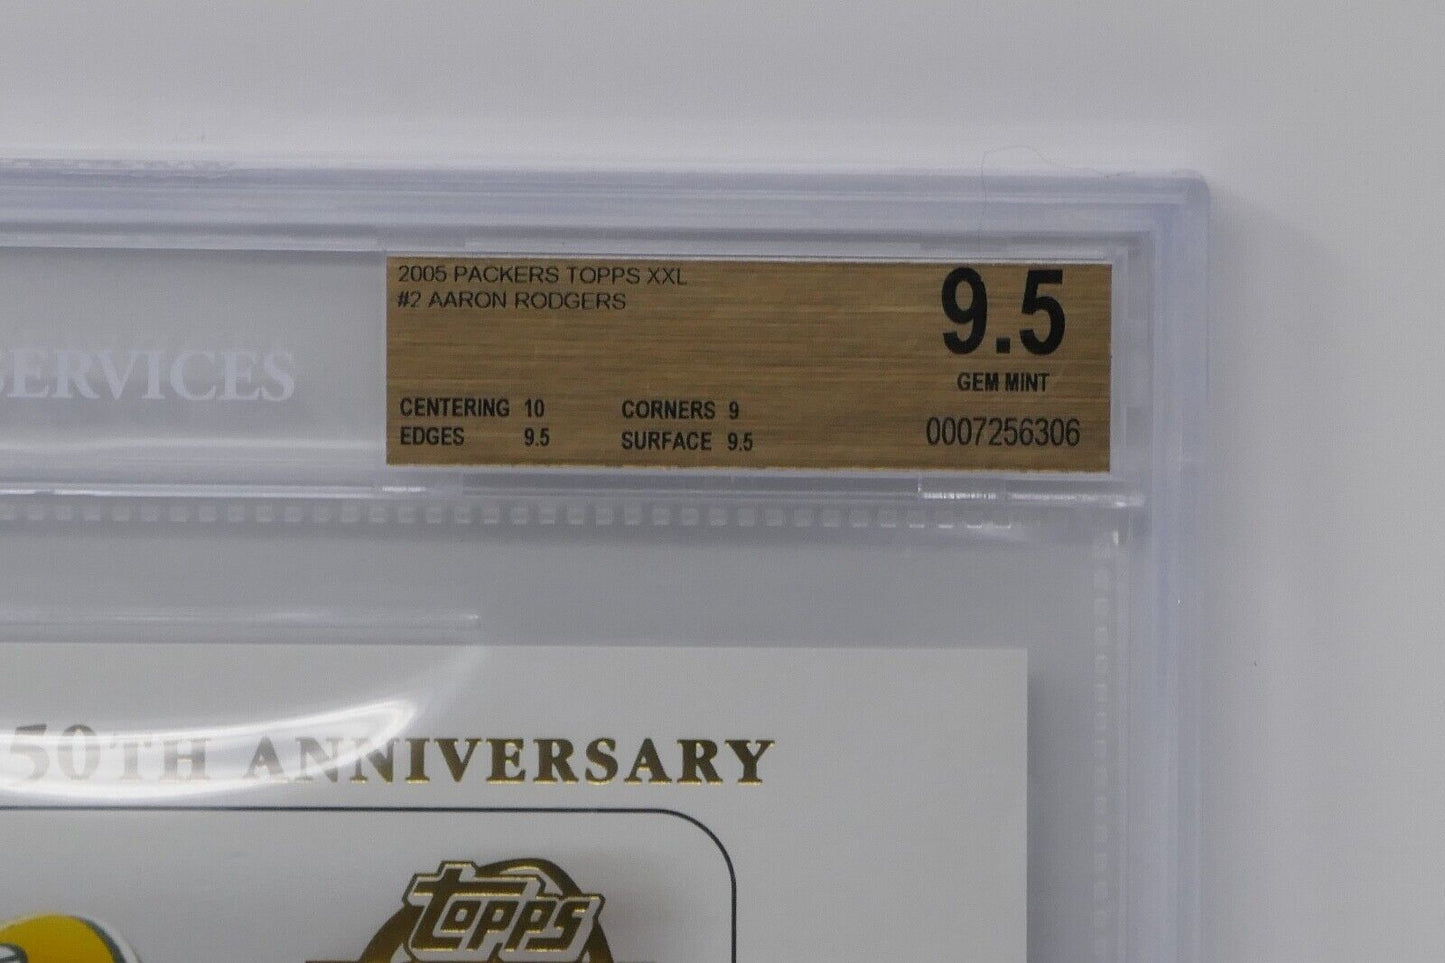 2005 PACKERS TOPPS XXL
#2 AARON RODGERS
9.5
GEM MINT
CENTERING 10
CORNERS 9
EDGES 9.5
SURFACE 9.5
0007256306
SERVICES
50TH ANNIVERSARY
topps